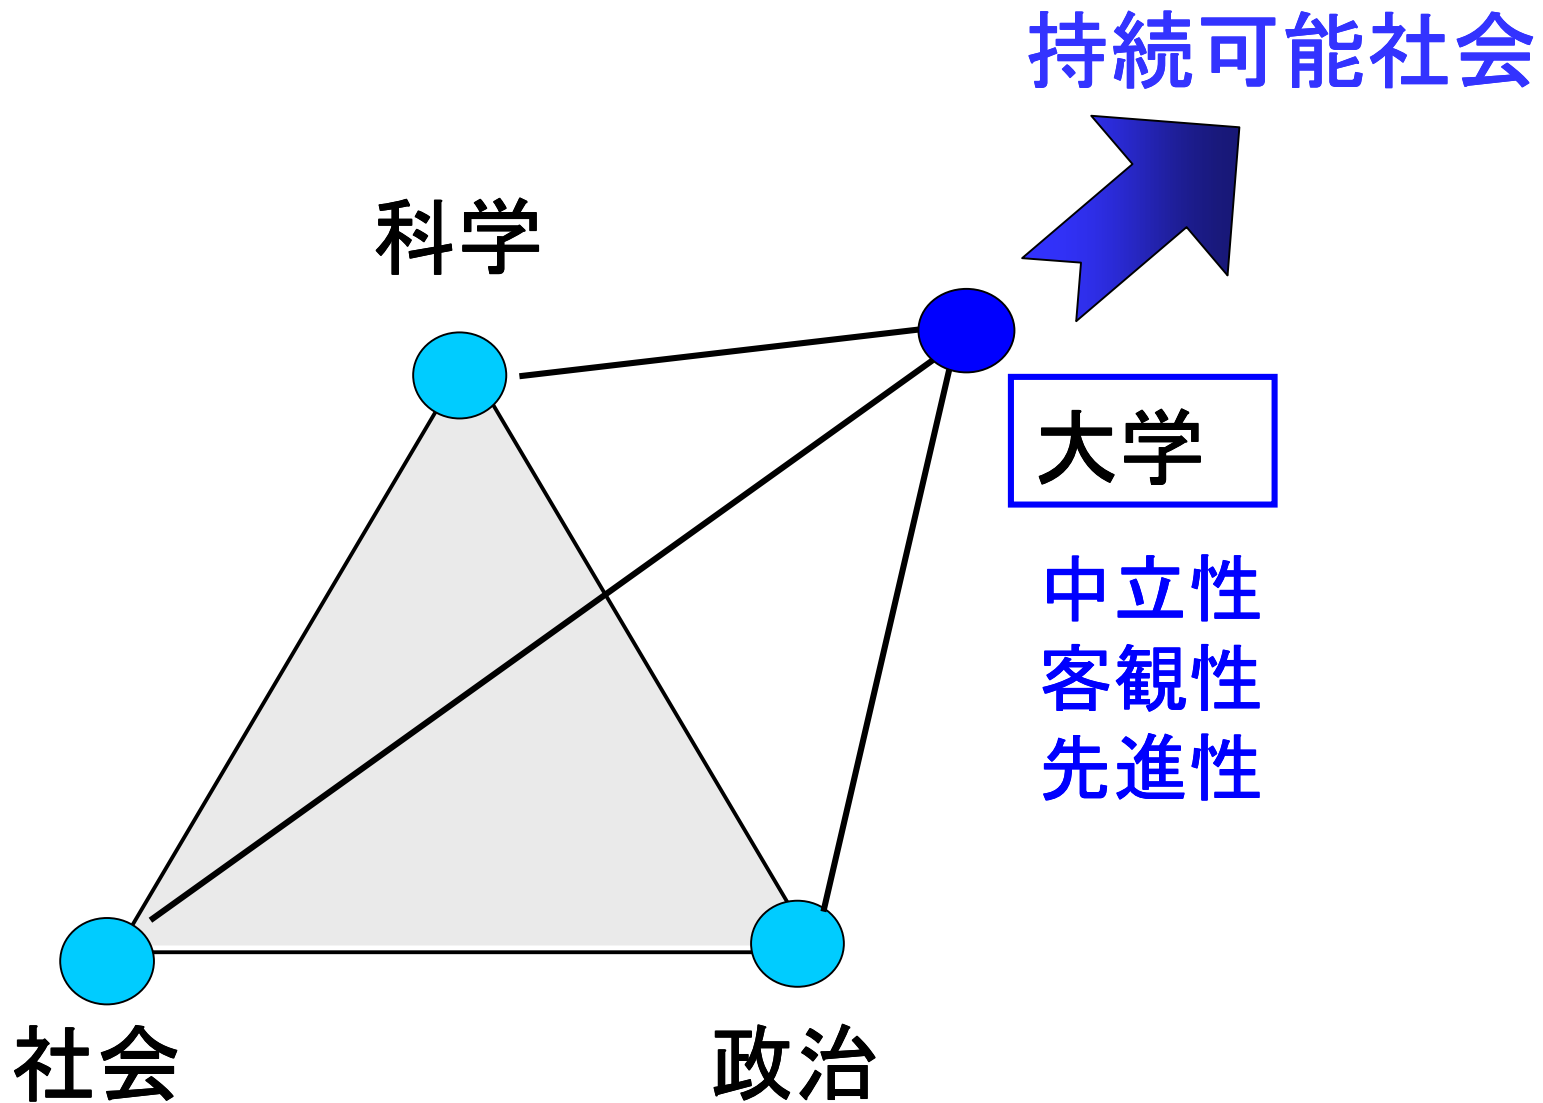 持続可能社会
科学
大学
中立性
客観性
先進性
社会
政治